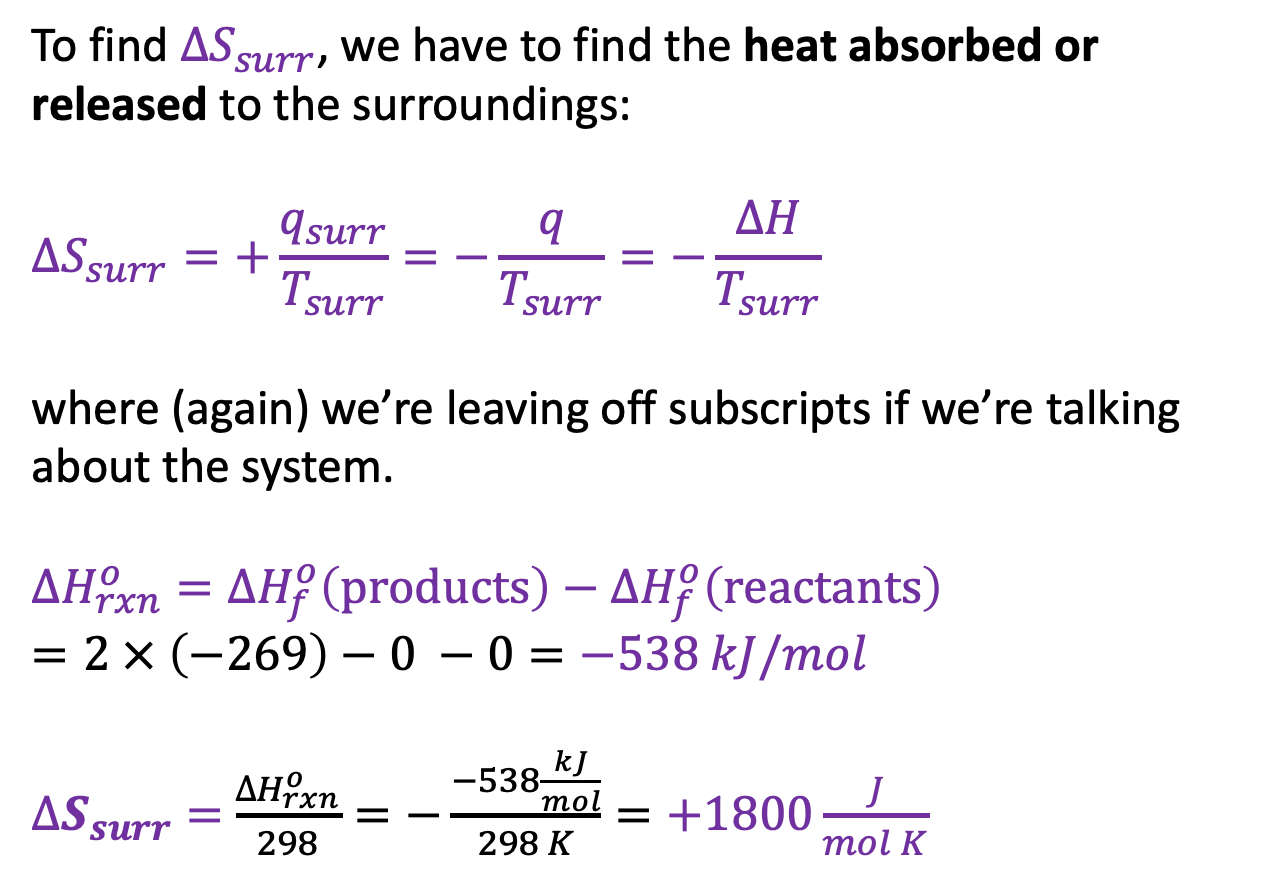 To find ΔS_surr, we have to find the heat absorbed or
released to the surroundings:
ΔS_surr = +q_surr/T_surr = −q/T_surr = −ΔH/T_surr
where (again) we’re leaving off subscripts if we’re talking
about the system.
ΔH°_rxn = ΔH°_f(products) − ΔH°_f(reactants)
= 2 × (−269) − 0 − 0 = −538 kJ/mol
ΔS_surr = ΔH°_rxn/298 = −(−538 kJ/mol)/(298 K) = +1800 J/(mol K)